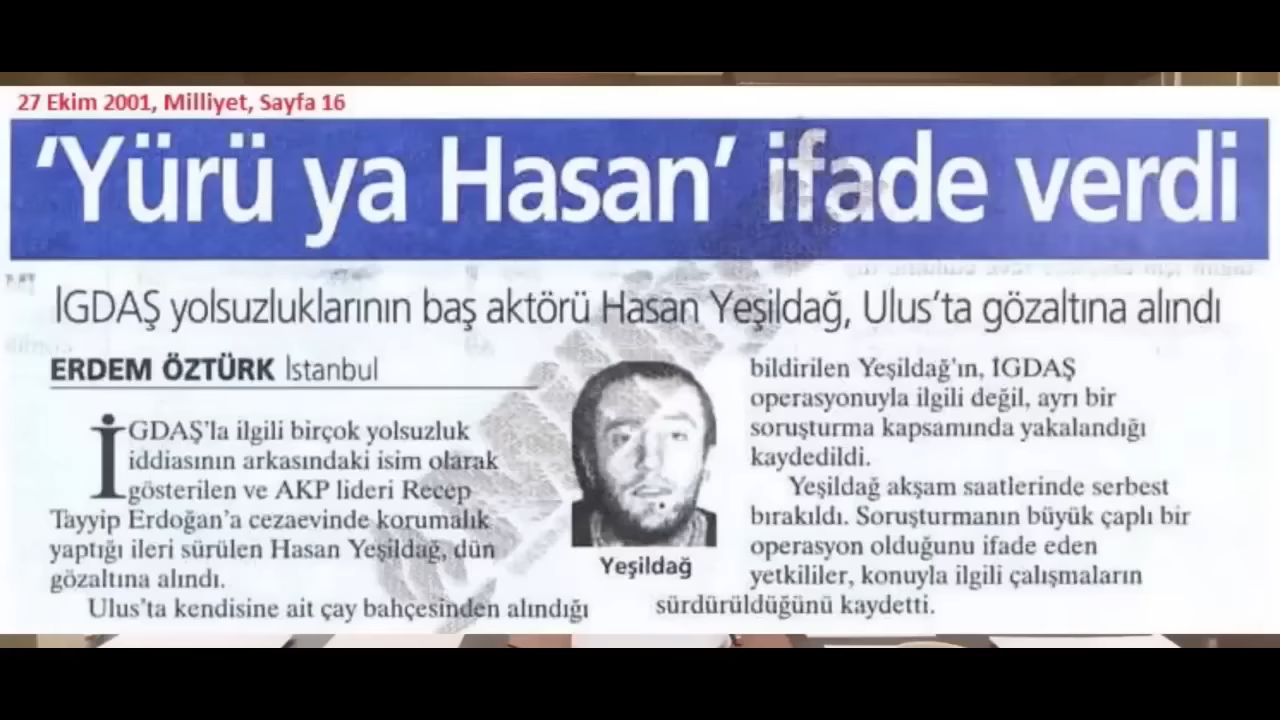 27 Ekim 2001, Milliyet, Sayfa 16
‘Yürü ya Hasan’ ifade verdi
İGDAŞ yolsuzluklarının baş aktörü Hasan Yeşildağ, Ulus’ta gözaltına alındı
ERDEM ÖZTÜRK İstanbul
İGDAŞ’la ilgili birçok yolsuzluk
iddiasının arkasındaki isim olarak
gösterilen ve AKP lideri Recep
Tayyip Erdoğan’a cezaevinde korumalık
yaptığı ileri sürülen Hasan Yeşildağ, dün
gözaltına alındı.
Ulus’ta kendisine ait çay bahçesinden alındığı
Yeşildağ
bildirilen Yeşildağ’ın, İGDAŞ
operasyonuyla ilgili değil, ayrı bir
soruşturma kapsamında yakalandığı
kaydedildi.
Yeşildağ akşam saatlerinde serbest
bırakıldı. Soruşturmanın büyük çaplı bir
operasyon olduğunu ifade eden
yetkililer, konuyla ilgili çalışmaların
sürdürüldüğünü kaydetti.